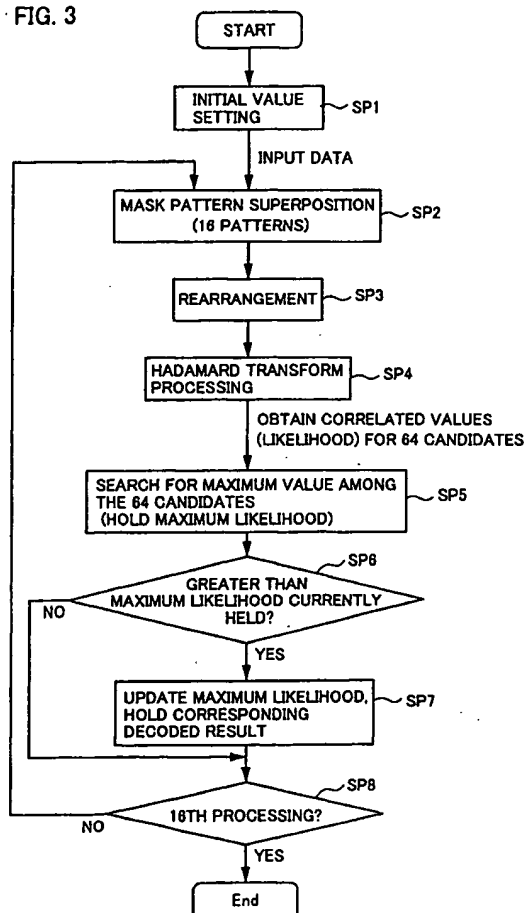 FIG. 3
START
INITIAL VALUE
SETTING
SP1
INPUT DATA
MASK PATTERN SUPERPOSITION
(16 PATTERNS)
SP2
REARRANGEMENT
SP3
HADAMARD TRANSFORM
PROCESSING
SP4
OBTAIN CORRELATED VALUES
(LIKELIHOOD) FOR 64 CANDIDATES
SEARCH FOR MAXIMUM VALUE AMONG
THE 64 CANDIDATES
(HOLD MAXIMUM LIKELIHOOD)
SP5
SP6
GREATER THAN
MAXIMUM LIKELIHOOD CURRENTLY
HELD?
NO
YES
UPDATE MAXIMUM LIKELIHOOD,
HOLD CORRESPONDING
DECODED RESULT
SP7
SP8
16TH PROCESSING?
NO
YES
End